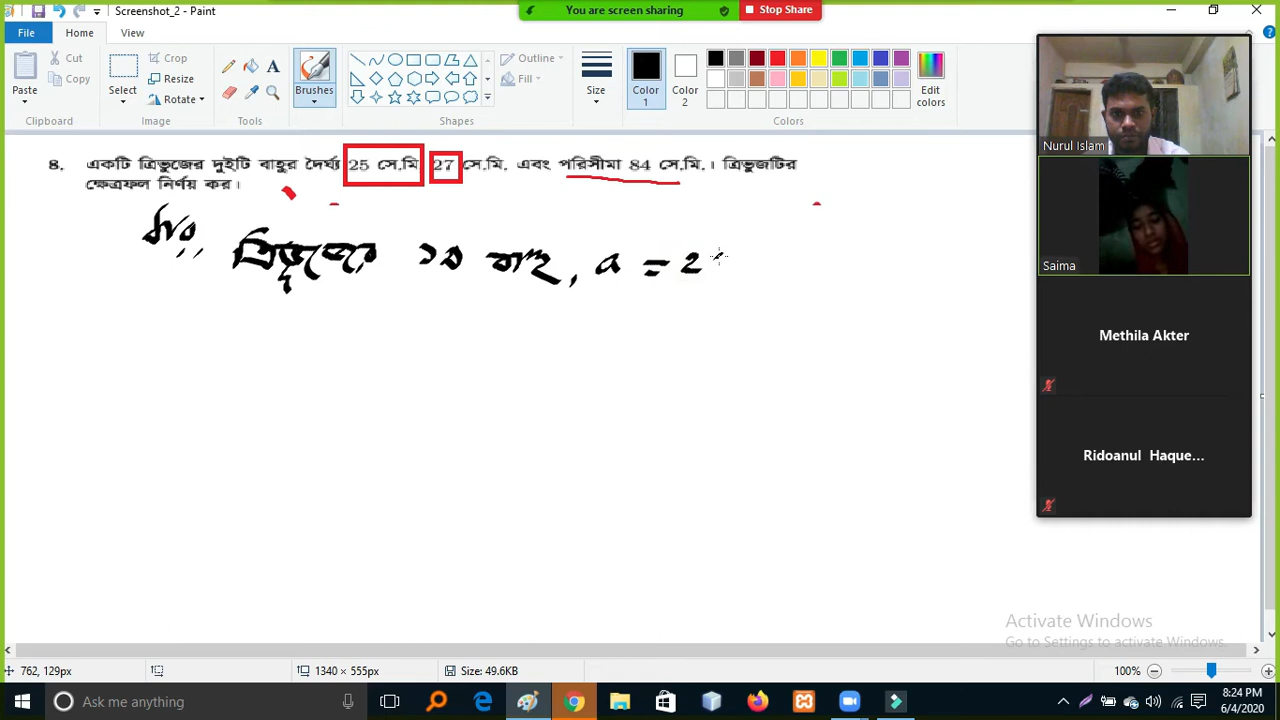 Screenshot_2 - Paint
You are screen sharing
Stop Share
File
Home
View
Paste
Cut
Copy
Clipboard
Select
Crop
Resize
Rotate
Image
A
Tools
Brushes
Outline
Fill
Shapes
Size
Color 1
Color 2
Edit colors
Colors
৪. একটি ত্রিভুজের দুইটি বাহুর দৈর্ঘ্য 25 সে.মি 27 সে.মি. এবং পরিসীমা 84 সে.মি.। ত্রিভুজটির
ক্ষেত্রফল নির্ণয় কর।
ত্রিভুজের ১ম বাহু, a = 2
Nurul Islam
Saima
Methila Akter
Ridoanul Haque...
Activate Windows
Go to Settings to activate Windows.
762, 129px
1340 × 555px
Size: 49.6KB
100%
Ask me anything
8:24 PM
6/4/2020